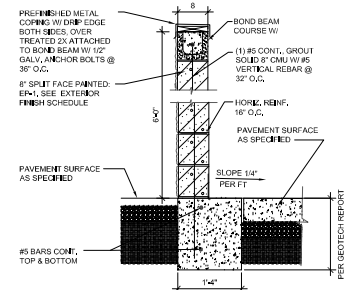 PREFINISHED METAL
COPING W/ DRIP EDGE
BOTH SIDES, OVER
TREATED 2X ATTACHED
TO BOND BEAM W/ 1/2"
GALV. ANCHOR BOLTS @
36" O.C.
8" SPLIT FACE PAINTED:
EP-1, SEE EXTERIOR
FINISH SCHEDULE
PAVEMENT SURFACE
AS SPECIFIED
#5 BARS CONT.
TOP & BOTTOM
8
6'-0"
BOND BEAM
COURSE W/
(1) #5 CONT., GROUT
SOLID 8" CMU W/ #5
VERTICAL REBAR @
32" O.C.
HORIZ. REINF.
16" O.C.
PAVEMENT SURFACE
AS SPECIFIED
SLOPE 1/4"
PER FT
PER GEOTECH REPORT
1'-4"